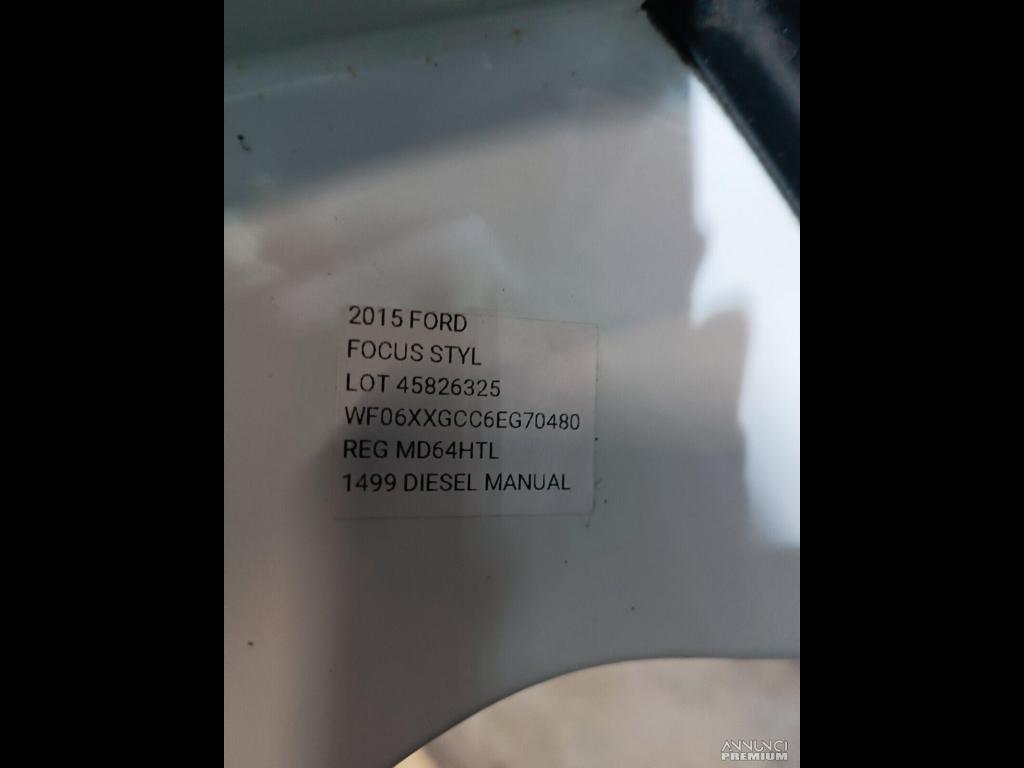 2015 FORD
FOCUS STYL
LOT 45826325
WF06XXGCC6EG70480
REG MD64HTL
1499 DIESEL MANUAL
ANNUNCI
PREMIUM